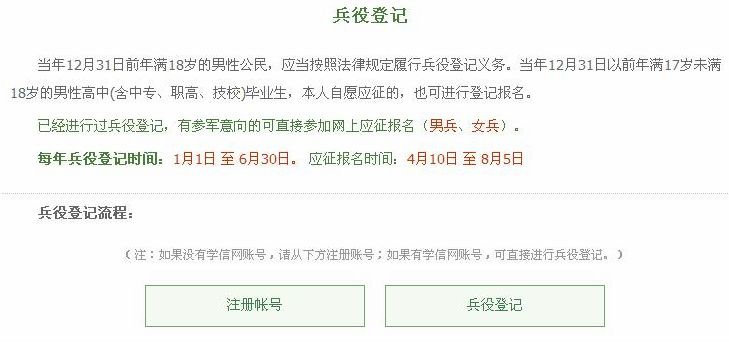 兵役登记
当年12月31日前年满18岁的男性公民，应当按照法律规定履行兵役登记义务。当年12月31日以前年满17岁未满
18岁的男性高中(含中专、职高、技校)毕业生，本人自愿应征的，也可进行登记报名。
已经进行过兵役登记，有参军意向的可直接参加网上应征报名（男兵、女兵）。
每年兵役登记时间：1月1日 至 6月30日。 应征报名时间：4月10日 至 8月5日
兵役登记流程：
（ 注：如果没有学信网账号，请从下方注册账号；如果有学信网账号，可直接进行兵役登记。）
注册帐号 兵役登记